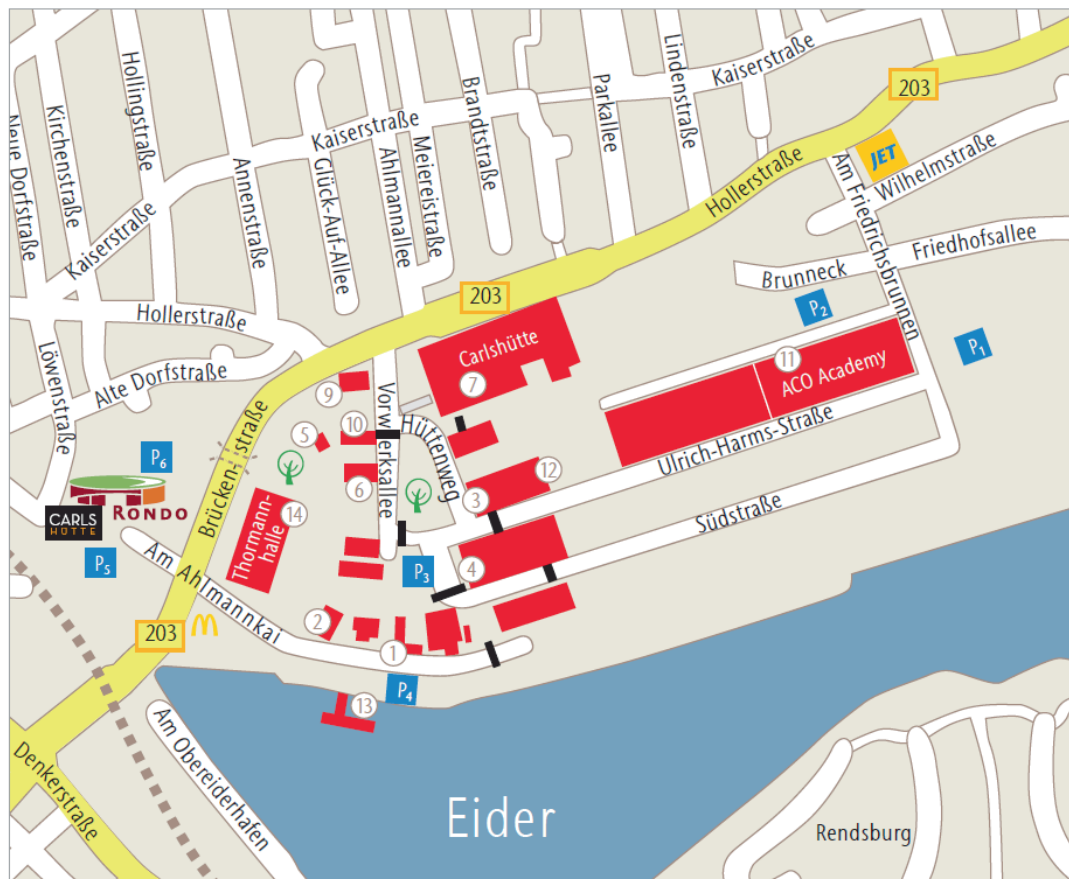 Neue Dorfstraße
Kirchenstraße
Hollingstraße
Kaiserstraße
Annenstraße
Kaiserstraße
Glück-Auf-Allee
Ahlmannallee
Meiereistraße
Brandtstraße
Parkallee
Lindenstraße
Kaiserstraße
203
Hollerstraße
JET
Wilhelmstraße
Am Friedrichsbrunnen
Friedhofsallee
Brunneck
P2
P1
203
Hollerstraße
Löwenstraße
Alte Dorfstraße
Carlshütte
7
11
ACO Academy
9
Vorwerksallee
10
5
Hüttenweg
Ulrich-Harms-Straße
Brücken-straße
P6
6
12
3
RONDO
CARLS
HÜTTE
14
Thormann-
halle
Südstraße
P5
Am Ahlmannkai
P3
4
2
1
203
P4
13
Am Obereiderhafen
Denkerstraße
Eider
Rendsburg